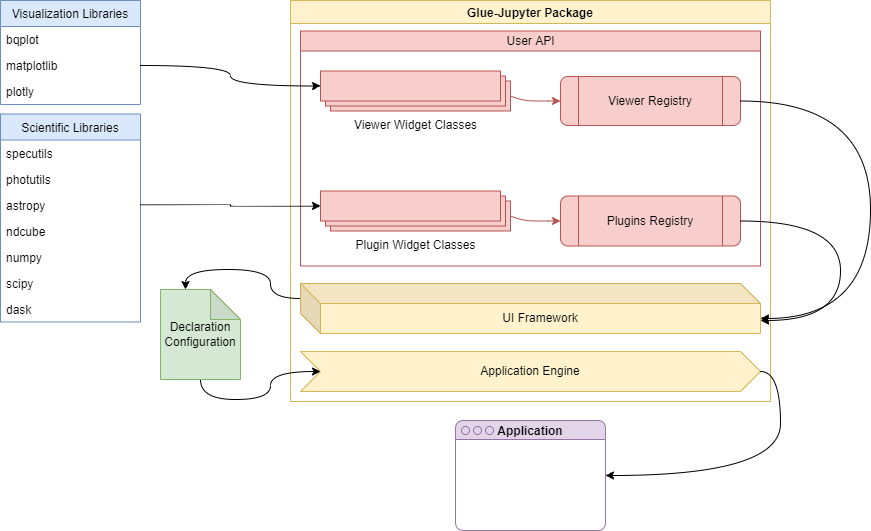 Visualization Libraries
bqplot
matplotlib
plotly
Scientific Libraries
specutils
photutils
astropy
ndcube
numpy
scipy
dask
Glue-Jupyter Package
User API
Viewer Widget Classes
Viewer Registry
Plugin Widget Classes
Plugins Registry
Declaration
Configuration
UI Framework
Application Engine
Application